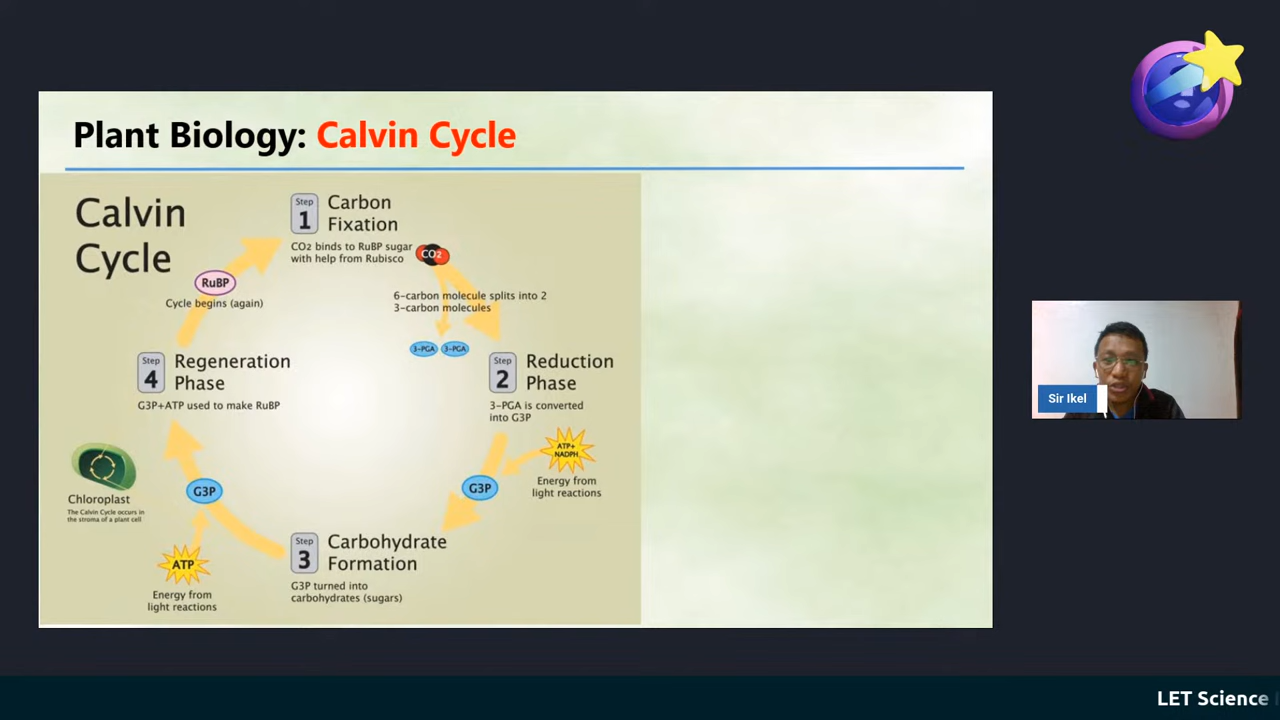 Plant Biology: Calvin Cycle
Calvin
Cycle
Step
1
Carbon
Fixation
CO2 binds to RuBP sugar
with help from Rubisco
CO2
6-carbon molecule splits into 2
3-carbon molecules
3-PGA
3-PGA
Step
2
Reduction
Phase
3-PGA is converted
into G3P
ATP+
NADPH
Energy from
light reactions
G3P
Step
3
Carbohydrate
Formation
G3P turned into
carbohydrates (sugars)
ATP
Energy from
light reactions
G3P
Chloroplast
The Calvin Cycle occurs in
the stroma of a plant cell
Step
4
Regeneration
Phase
G3P+ATP used to make RuBP
RuBP
Cycle begins (again)
Sir Ikel
LET Science